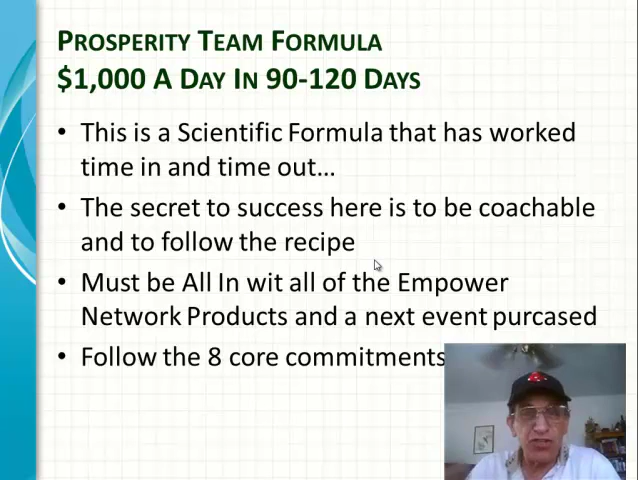 PROSPERITY TEAM FORMULA
$1,000 A DAY IN 90-120 DAYS
• This is a Scientific Formula that has worked
time in and time out…
• The secret to success here is to be coachable
and to follow the recipe
• Must be All In wit all of the Empower
Network Products and a next event purcased
• Follow the 8 core commitments